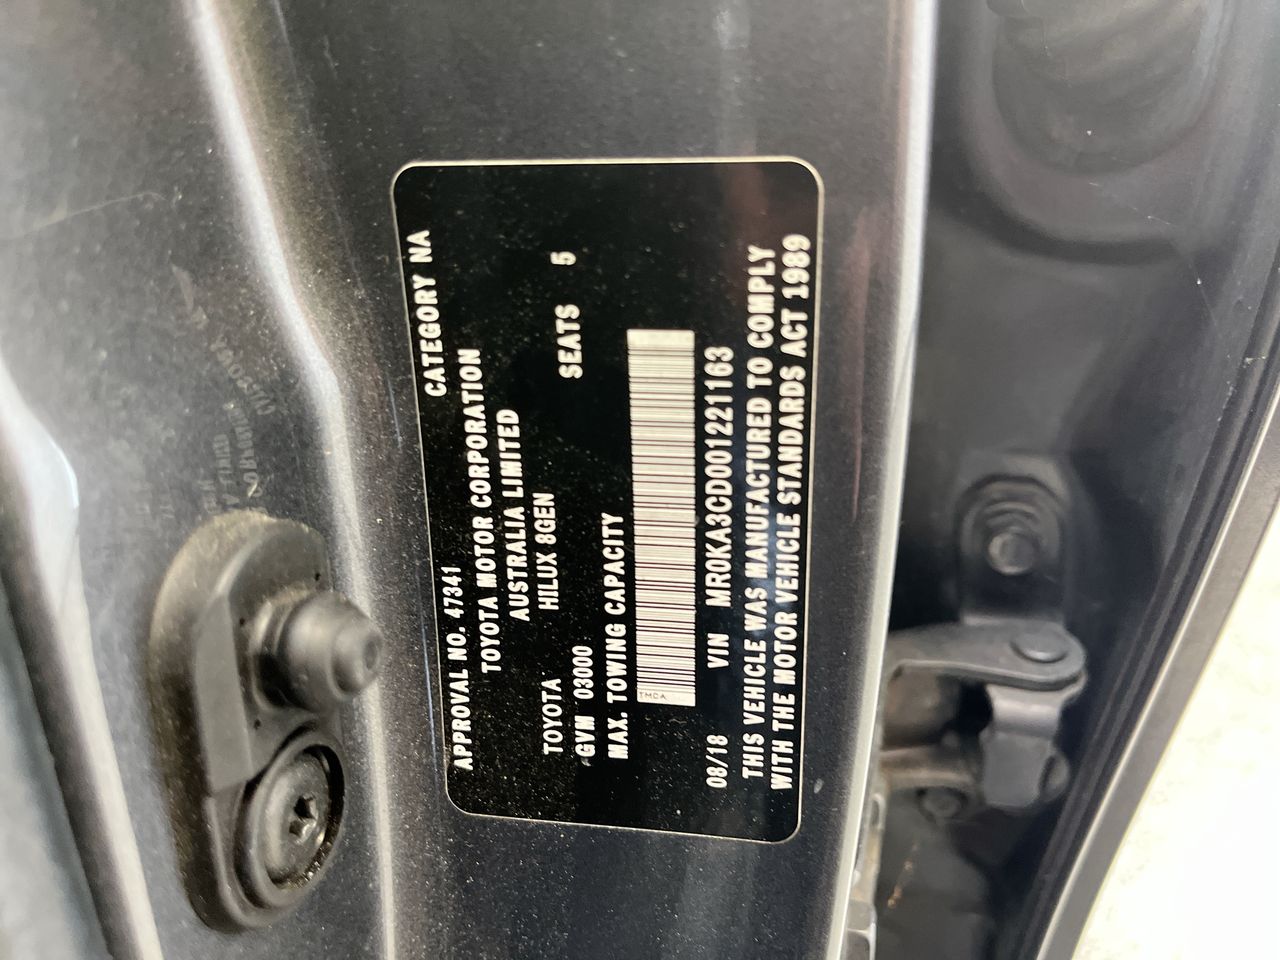 APPROVAL NO. 47341 CATEGORY NA
TOYOTA MOTOR CORPORATION
AUSTRALIA LIMITED
TOYOTA HILUX 8GEN
GVM 03000 SEATS 5
MAX. TOWING CAPACITY
TMCA
08/18 VIN MR0KA3CD001221163
THIS VEHICLE WAS MANUFACTURED TO COMPLY
WITH THE MOTOR VEHICLE STANDARDS ACT 1989